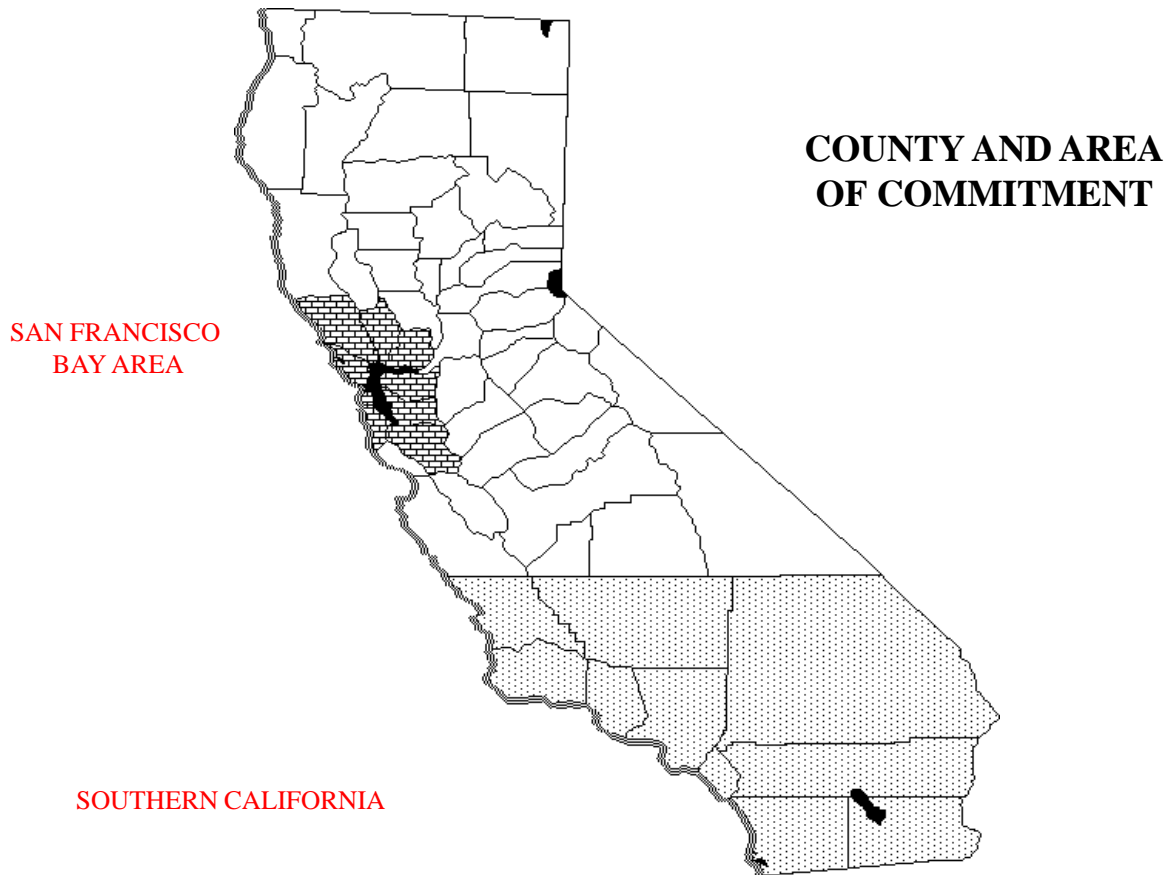 COUNTY AND AREA
OF COMMITMENT
SAN FRANCISCO
BAY AREA
SOUTHERN CALIFORNIA